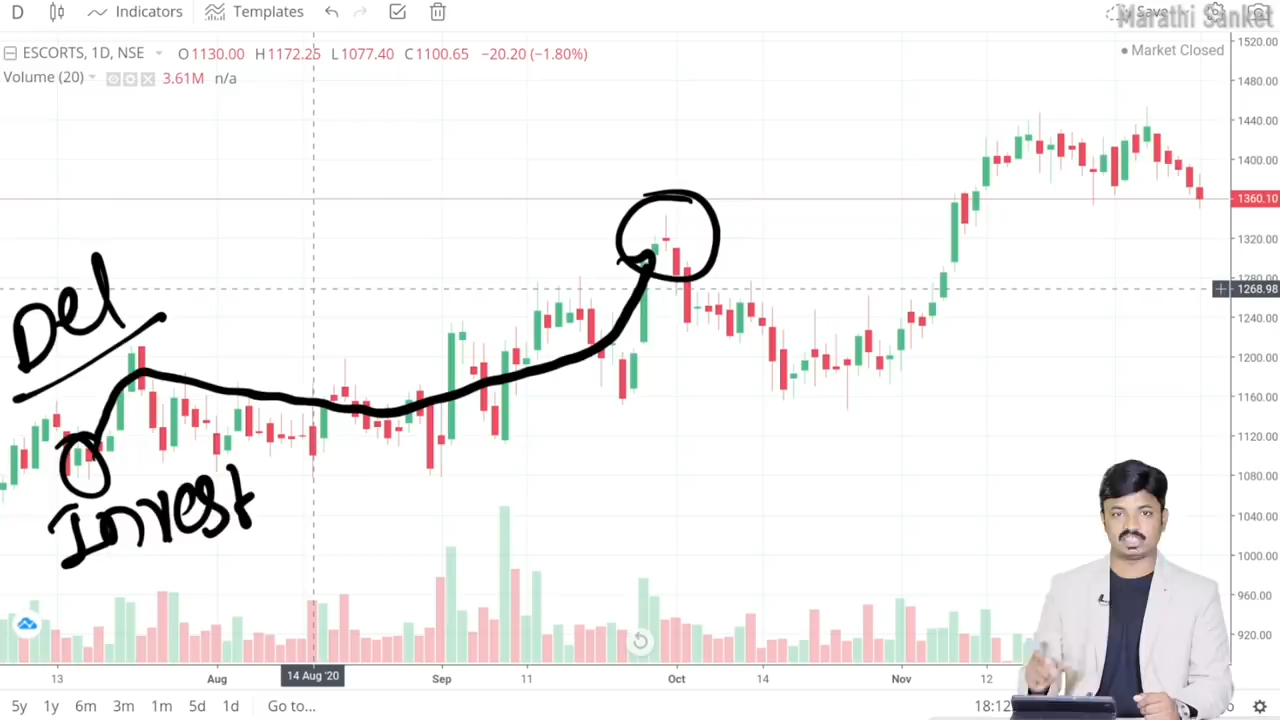 D Indicators Templates Save
Marathi Sanket
ESCORTS, 1D, NSE O1130.00 H1172.25 L1077.40 C1100.65 −20.20 (−1.80%)
Market Closed
Volume (20) 3.61M n/a
1520.00
1480.00
1440.00
1400.00
1360.10
1320.00
1280.00
1268.98
1240.00
1200.00
1160.00
1120.00
1080.00
1040.00
1000.00
960.00
920.00
Del
Invest
13 Aug 14 Aug '20 Sep 11 Oct 14 Nov 12
5y 1y 6m 3m 1m 5d 1d Go to... 18:12